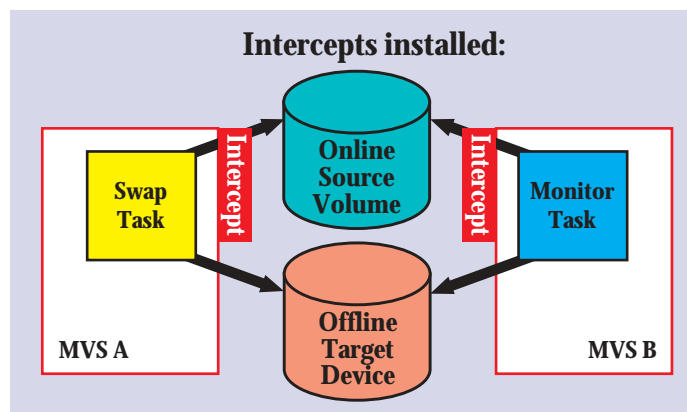 Intercepts installed:
Online
Source
Volume
Intercept
Intercept
Swap
Task
Monitor
Task
Offline
Target
Device
MVS A
MVS B